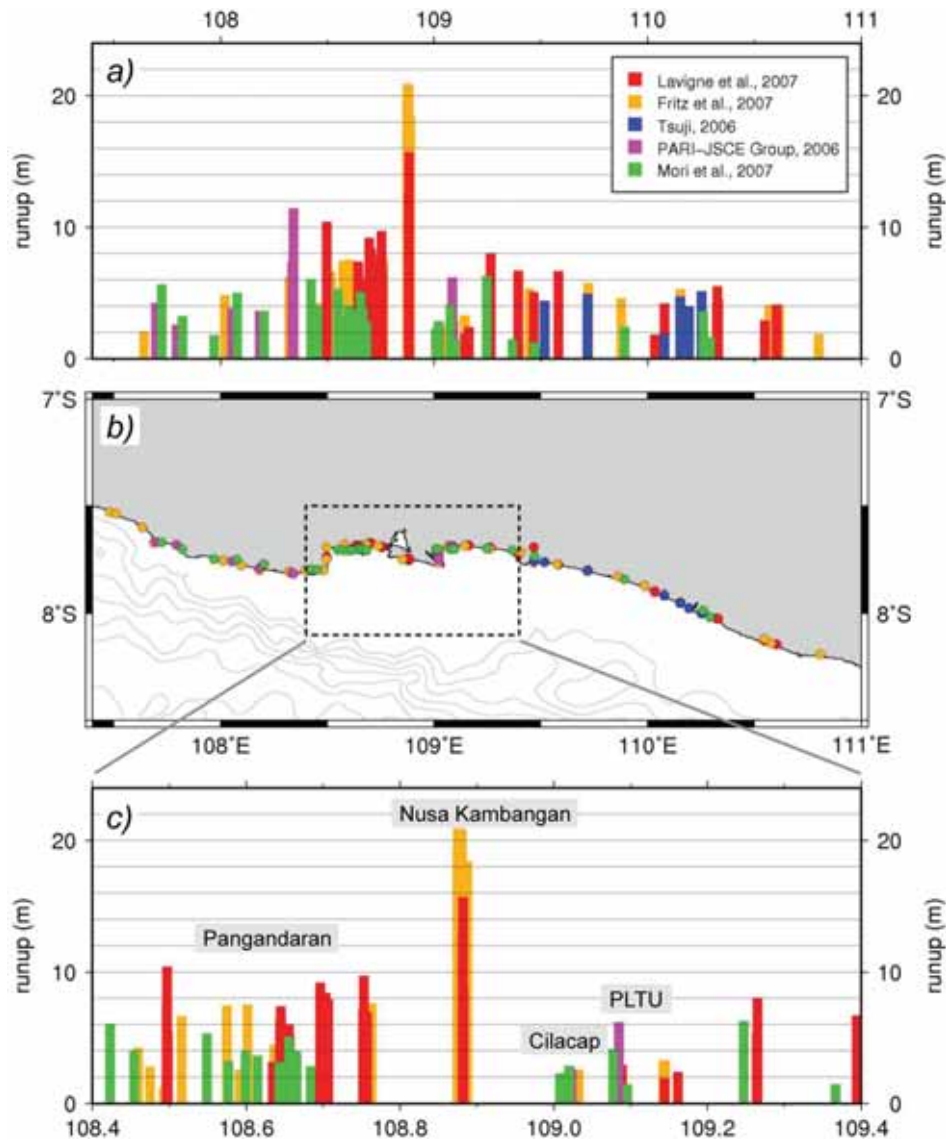 108 109 110 111
a)
20 20
10 10
0 0
runup (m) runup (m)
Lavigne et al., 2007
Fritz et al., 2007
Tsuji, 2006
PARI-JSCE Group, 2006
Mori et al., 2007
7°S 7°S
b)
8°S 8°S
108°E 109°E 110°E 111°E
c)
Nusa Kambangan
20 20
Pangandaran
10 10
PLTU
Cilacap
0 0
runup (m) runup (m)
108.4 108.6 108.8 109.0 109.2 109.4